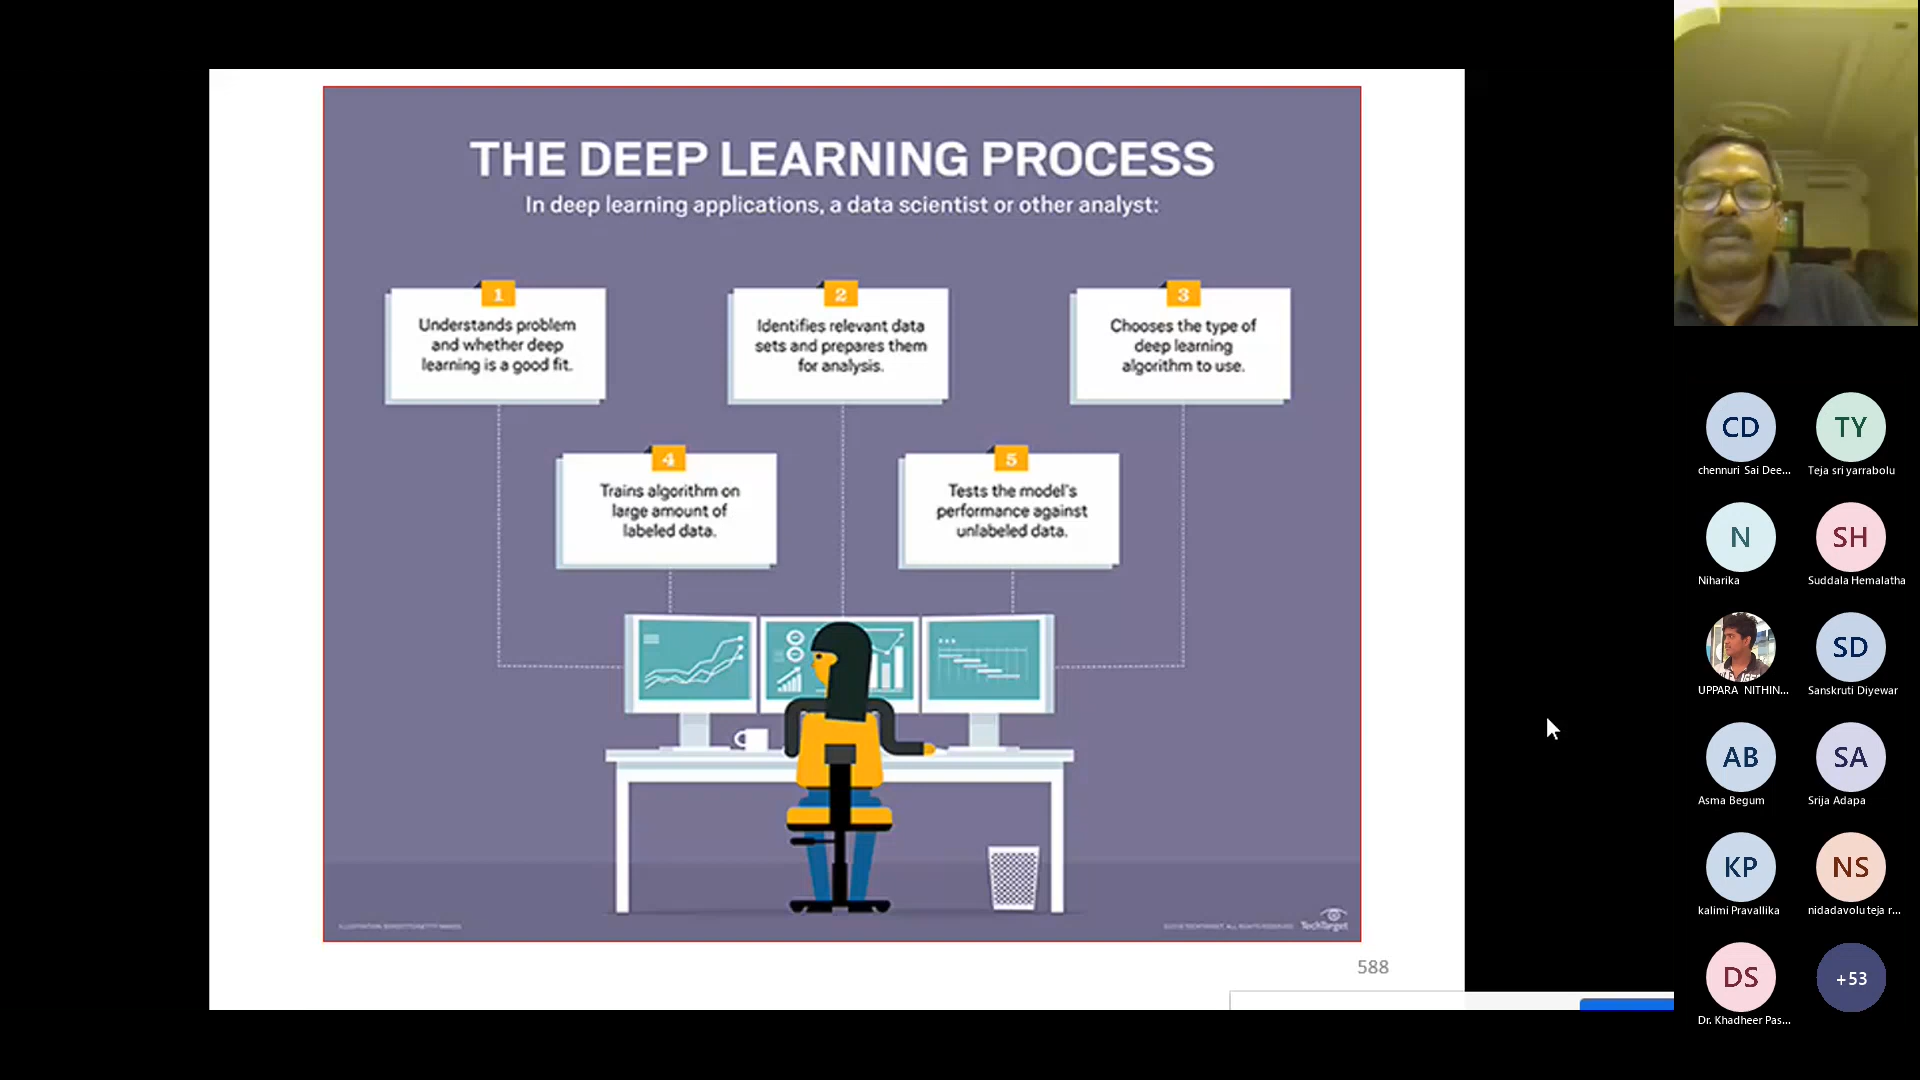 THE DEEP LEARNING PROCESS
In deep learning applications, a data scientist or other analyst:
1
Understands problem
and whether deep
learning is a good fit.
2
Identifies relevant data
sets and prepares them
for analysis.
3
Chooses the type of
deep learning
algorithm to use.
4
Trains algorithm on
large amount of
labeled data.
5
Tests the model's
performance against
unlabeled data.
TechTarget
588
CD
chennuri Sai Dee...
TY
Teja sri yarrabolu
N
Niharika
SH
Suddala Hemalatha
UPPARA NITHIN...
SD
Sanskruti Diyewar
AB
Asma Begum
SA
Srija Adapa
KP
kalimi Pravallika
NS
nidadavolu teja r...
DS
Dr. Khadheer Pas...
+53